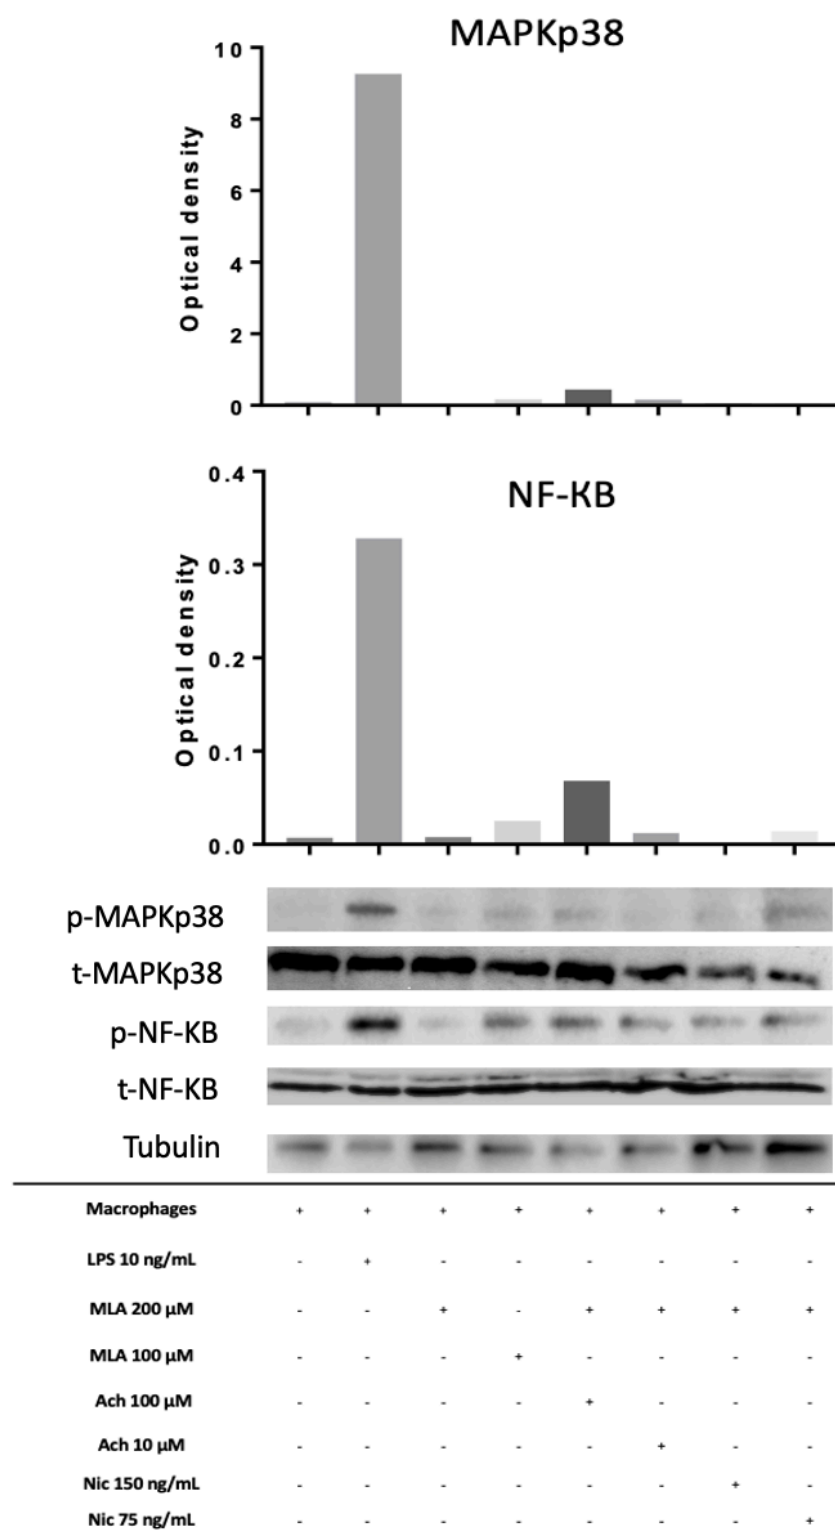 MAPKp38
10
8
6
4
2
0
Optical density
NF-KB
0.4
0.3
0.2
0.1
0.0
Optical density
p-MAPKp38
t-MAPKp38
p-NF-KB
t-NF-KB
Tubulin
Macrophages + + + + + + + +
LPS 10 ng/mL - + - - - - - -
MLA 200 µM - - + - + + + +
MLA 100 µM - - - + - - - -
Ach 100 µM - - - - + - - -
Ach 10 µM - - - - - + - -
Nic 150 ng/mL - - - - - - + -
Nic 75 ng/mL - - - - - - - +